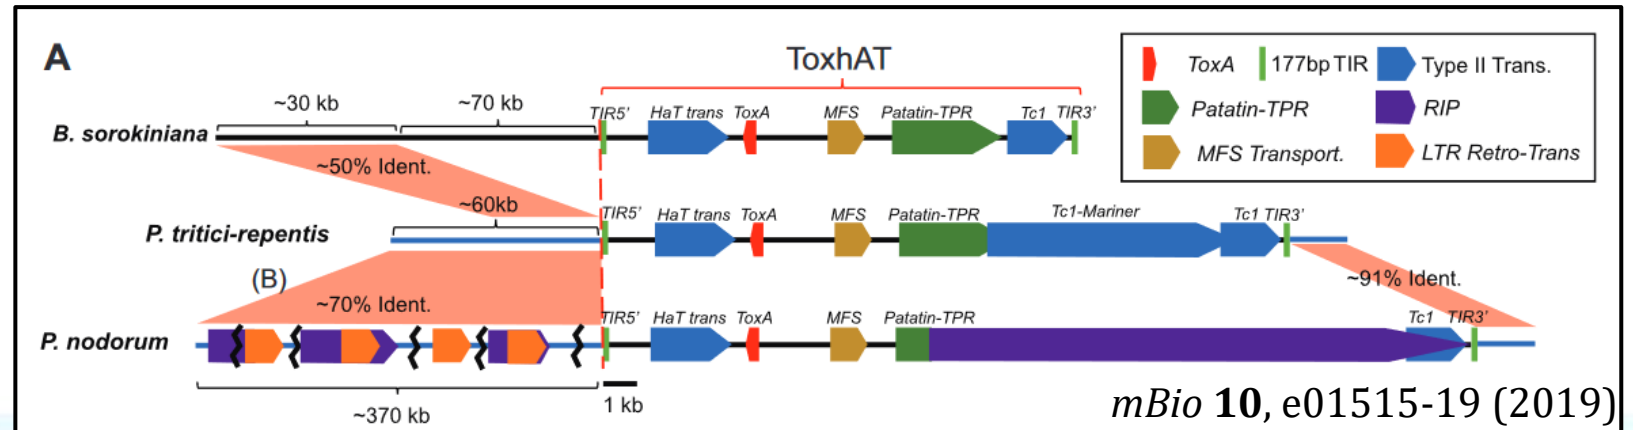 A
ToxhAT
ToxA 177bp TIR Type II Trans.
Patatin-TPR RIP
MFS Transport. LTR Retro-Trans
~30 kb ~70 kb
TIR5' HaT trans ToxA MFS Patatin-TPR Tc1 TIR3'
B. sorokiniana
~50% Ident.
~60kb
TIR5' HaT trans ToxA MFS Patatin-TPR Tc1-Mariner Tc1 TIR3'
P. tritici-repentis
(B)
~70% Ident.
~91% Ident.
TIR5' HaT trans ToxA MFS Patatin-TPR Tc1 TIR3'
P. nodorum
~370 kb
1 kb
mBio 10, e01515-19 (2019)